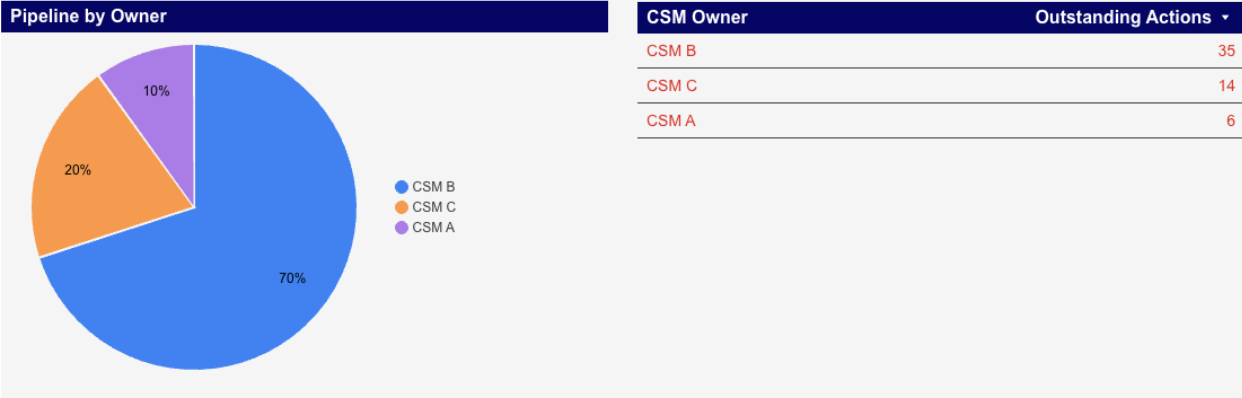 Pipeline by Owner
10%
20%
70%
CSM B
CSM C
CSM A
CSM Owner Outstanding Actions
CSM B 35
CSM C 14
CSM A 6